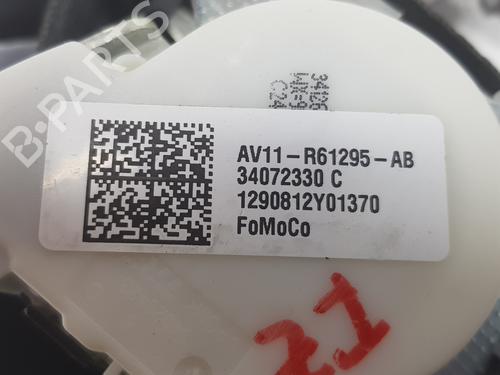 B-PARTS
AV11-R61295-AB
34072330 C
1290812Y01370
FoMoCo
21